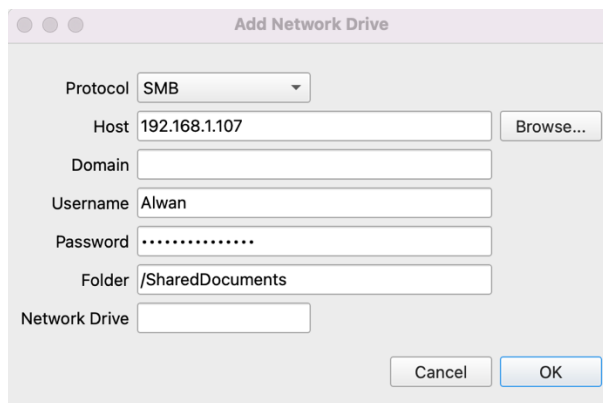 Add Network Drive
Protocol SMB
Host 192.168.1.107 Browse...
Domain
Username Alwan
Password •••••••••••••••
Folder /SharedDocuments
Network Drive
Cancel OK